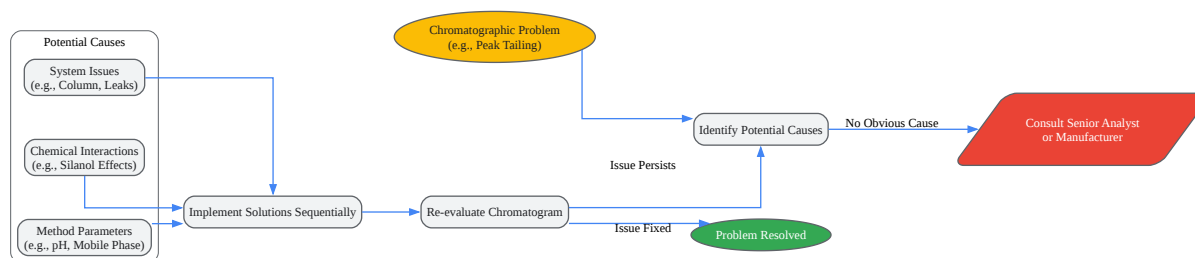 Potential Causes
System Issues
(e.g., Column, Leaks)
Chemical Interactions
(e.g., Silanol Effects)
Method Parameters
(e.g., pH, Mobile Phase)
Implement Solutions Sequentially
Re-evaluate Chromatogram
Chromatographic Problem
(e.g., Peak Tailing)
Issue Persists
Issue Fixed
Identify Potential Causes
Problem Resolved
No Obvious Cause
Consult Senior Analyst
or Manufacturer